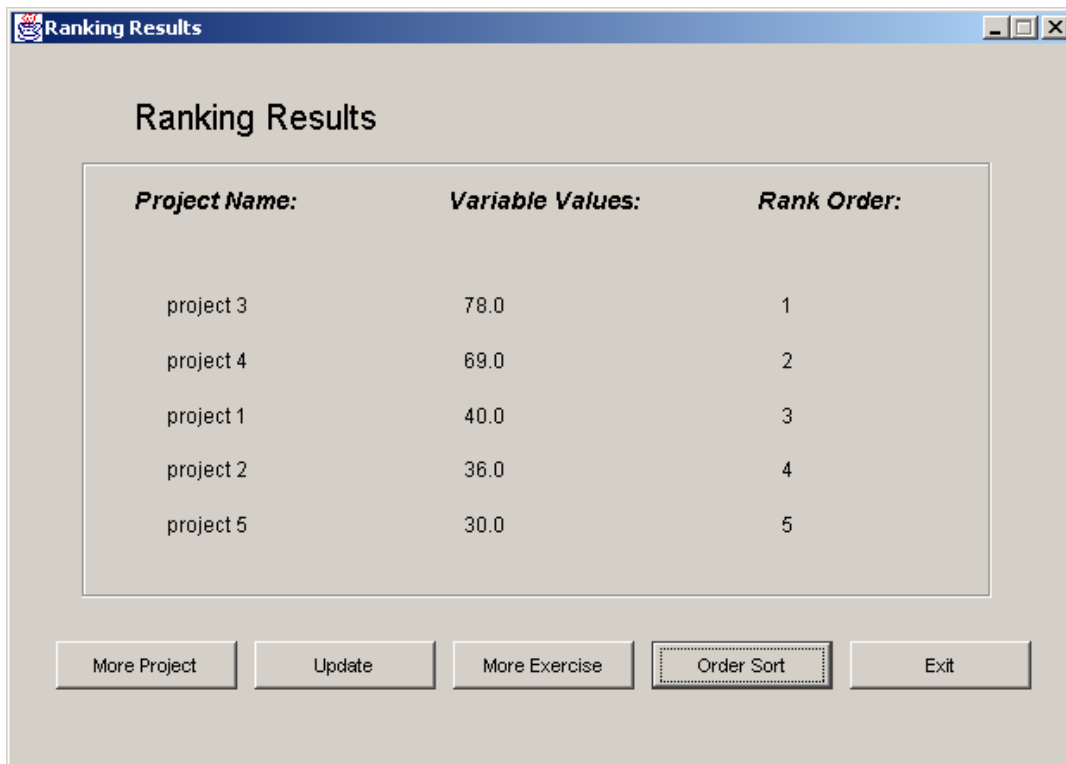 Ranking Results
Ranking Results
Project Name: Variable Values: Rank Order:
project 3 78.0 1
project 4 69.0 2
project 1 40.0 3
project 2 36.0 4
project 5 30.0 5
More Project Update More Exercise Order Sort Exit